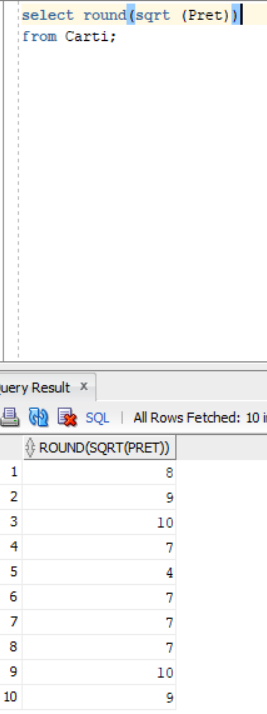 select round(sqrt (Pret))
from Carti;
uery Result x
SQL | All Rows Fetched: 10 i
ROUND(SQRT(PRET))
1 8
2 9
3 10
4 7
5 4
6 7
7 7
8 7
9 10
10 9